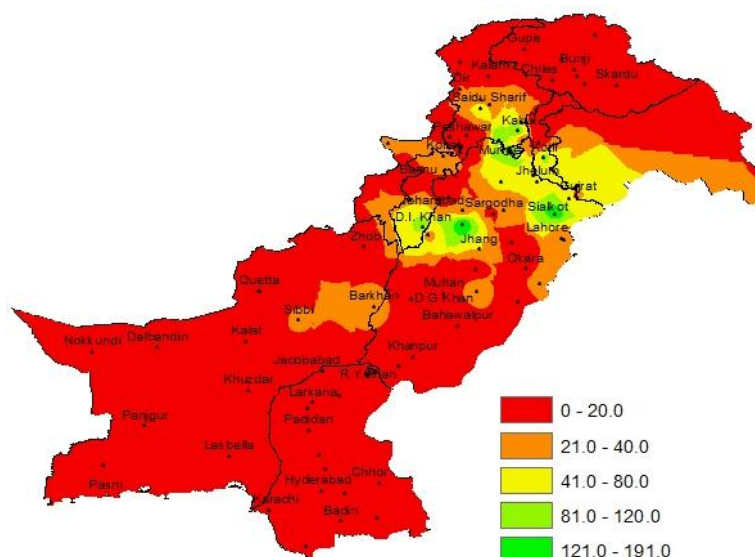 Gupis
Kalam
Chilas
Bunji
Skardu
Dir
Baidu Sharif
Kakul
Peshawar
Murree
Kotli
Bannu
Jhelum
Gujrat
Sargodha
Sialkot
D.I. Khan
Lahore
Zhob
Jhang
Okara
Quetta
Multan
Barkhan
D.G.Khan
Sibbi
Bahawalpur
Kalat
Dalbandin
Nokkundi
Jacobabad
Khanpur
Khuzdar
Larkana
Padidan
Panjgur
Lasbella
Pasni
Hyderabad
Chhor
Karachi
Badin
0 - 20.0
21.0 - 40.0
41.0 - 80.0
81.0 - 120.0
121.0 - 191.0